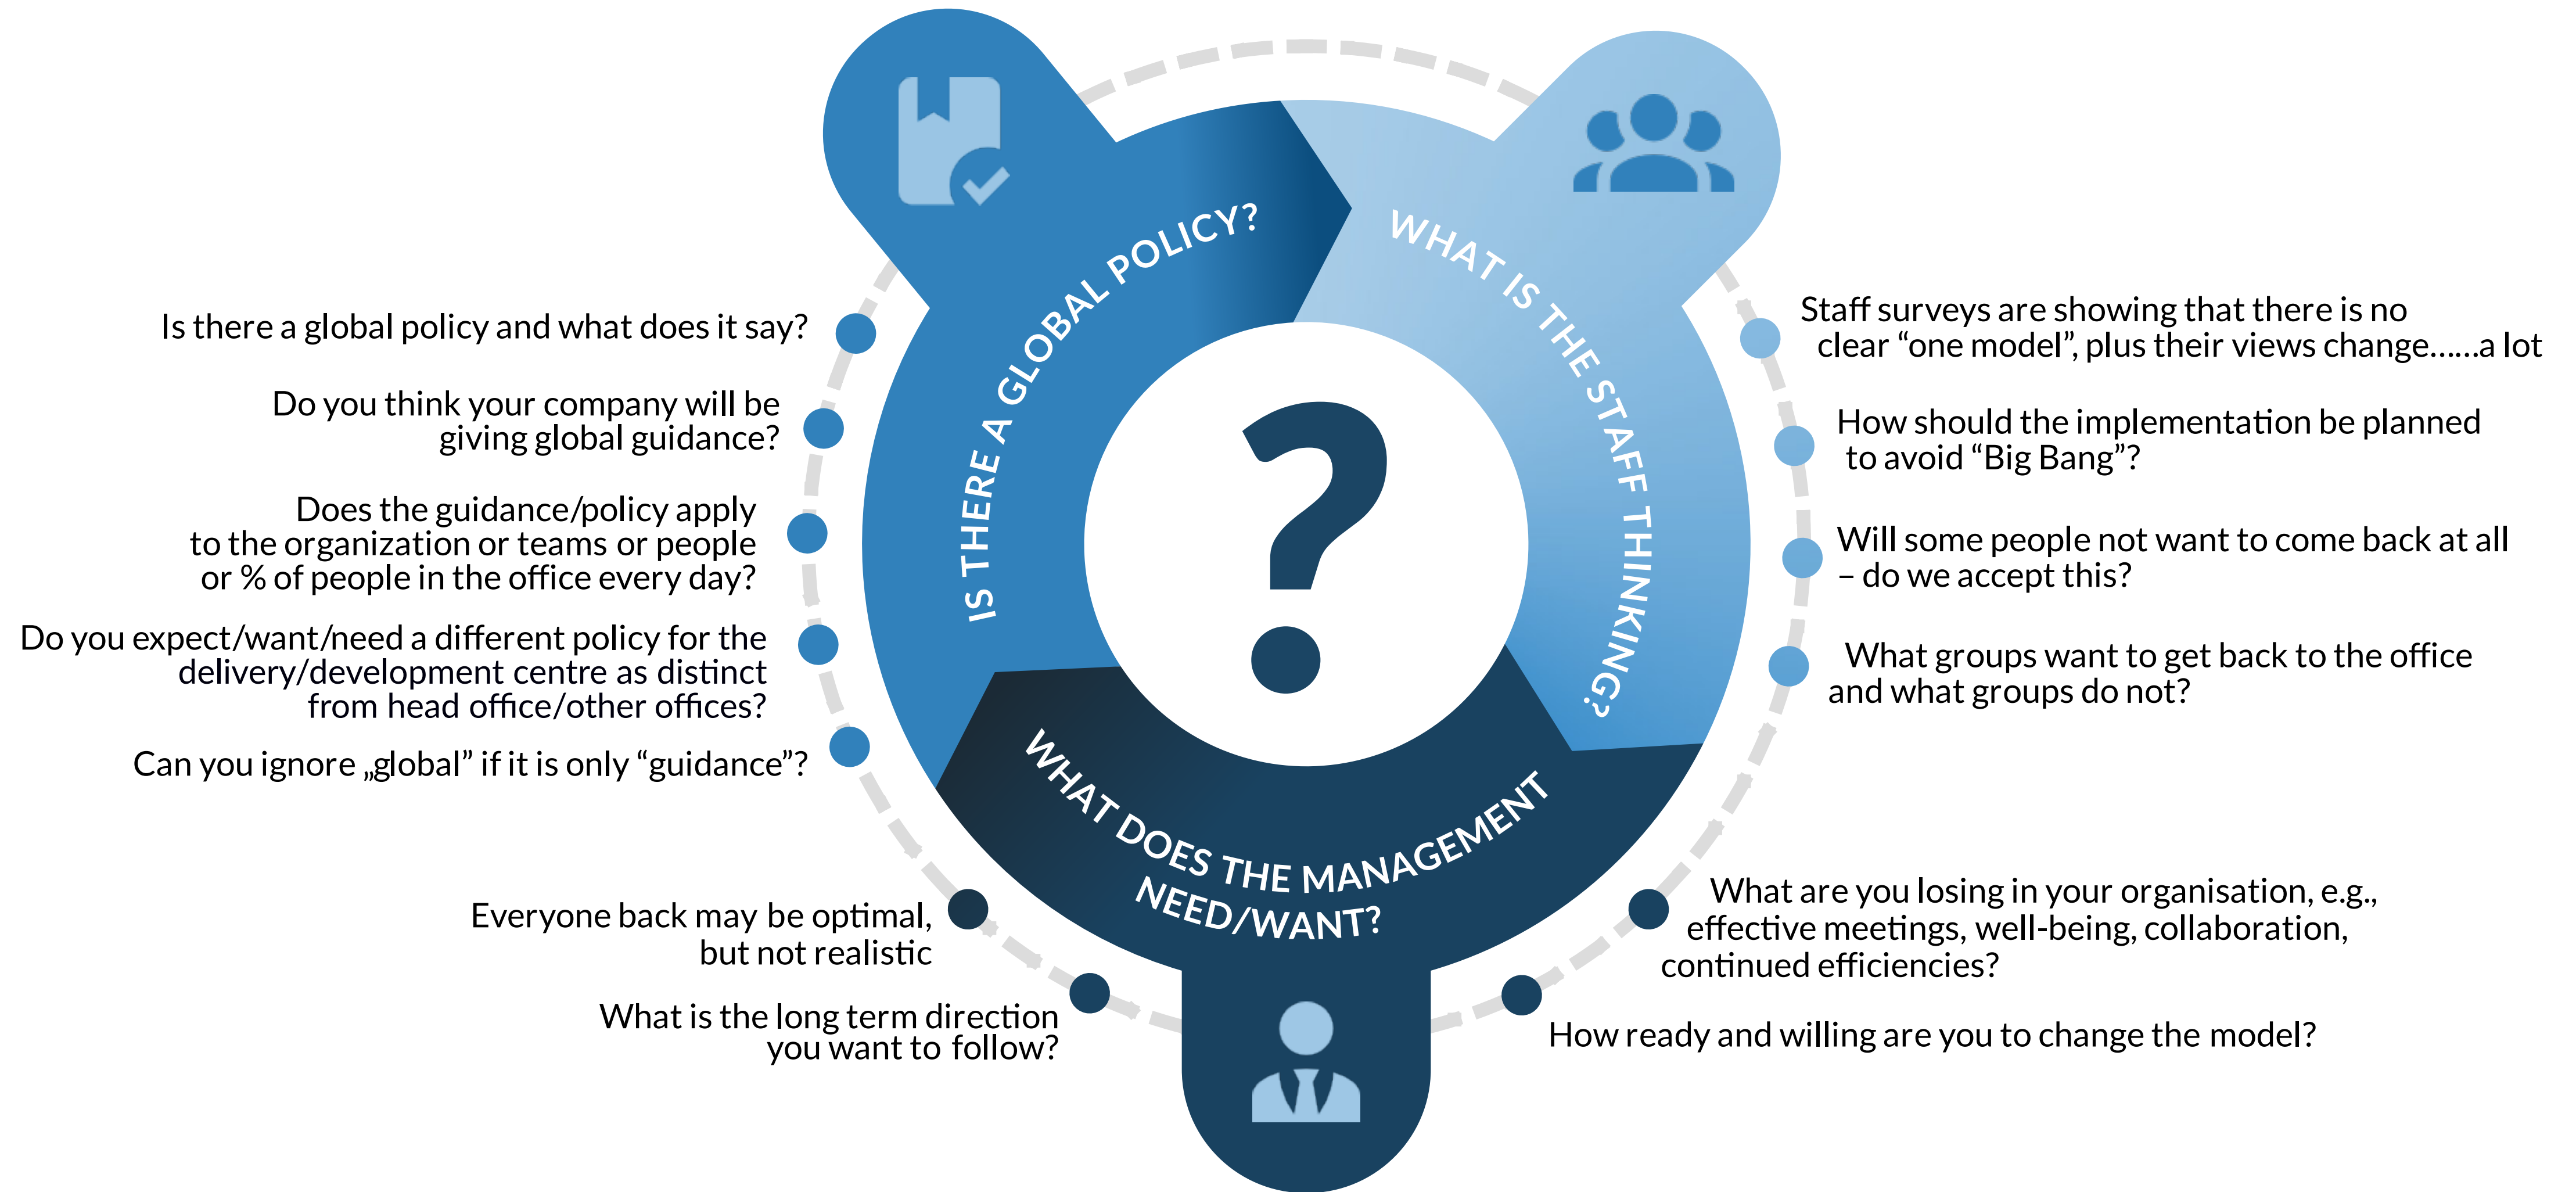 IS THERE A GLOBAL POLICY?
Is there a global policy and what does it say?
Do you think your company will be
giving global guidance?
Does the guidance/policy apply
to the organization or teams or people
or % of people in the office every day?
Do you expect/want/need a different policy for the
delivery/development centre as distinct
from head office/other offices?
Can you ignore „global” if it is only “guidance”?
WHAT IS THE STAFF THINKING?
Staff surveys are showing that there is no
clear “one model”, plus their views change......a lot
How should the implementation be planned
to avoid “Big Bang”?
Will some people not want to come back at all
– do we accept this?
What groups want to get back to the office
and what groups do not?
?
WHAT DOES THE MANAGEMENT
NEED/WANT?
Everyone back may be optimal,
but not realistic
What is the long term direction
you want to follow?
What are you losing in your organisation, e.g.,
effective meetings, well-being, collaboration,
continued efficiencies?
How ready and willing are you to change the model?